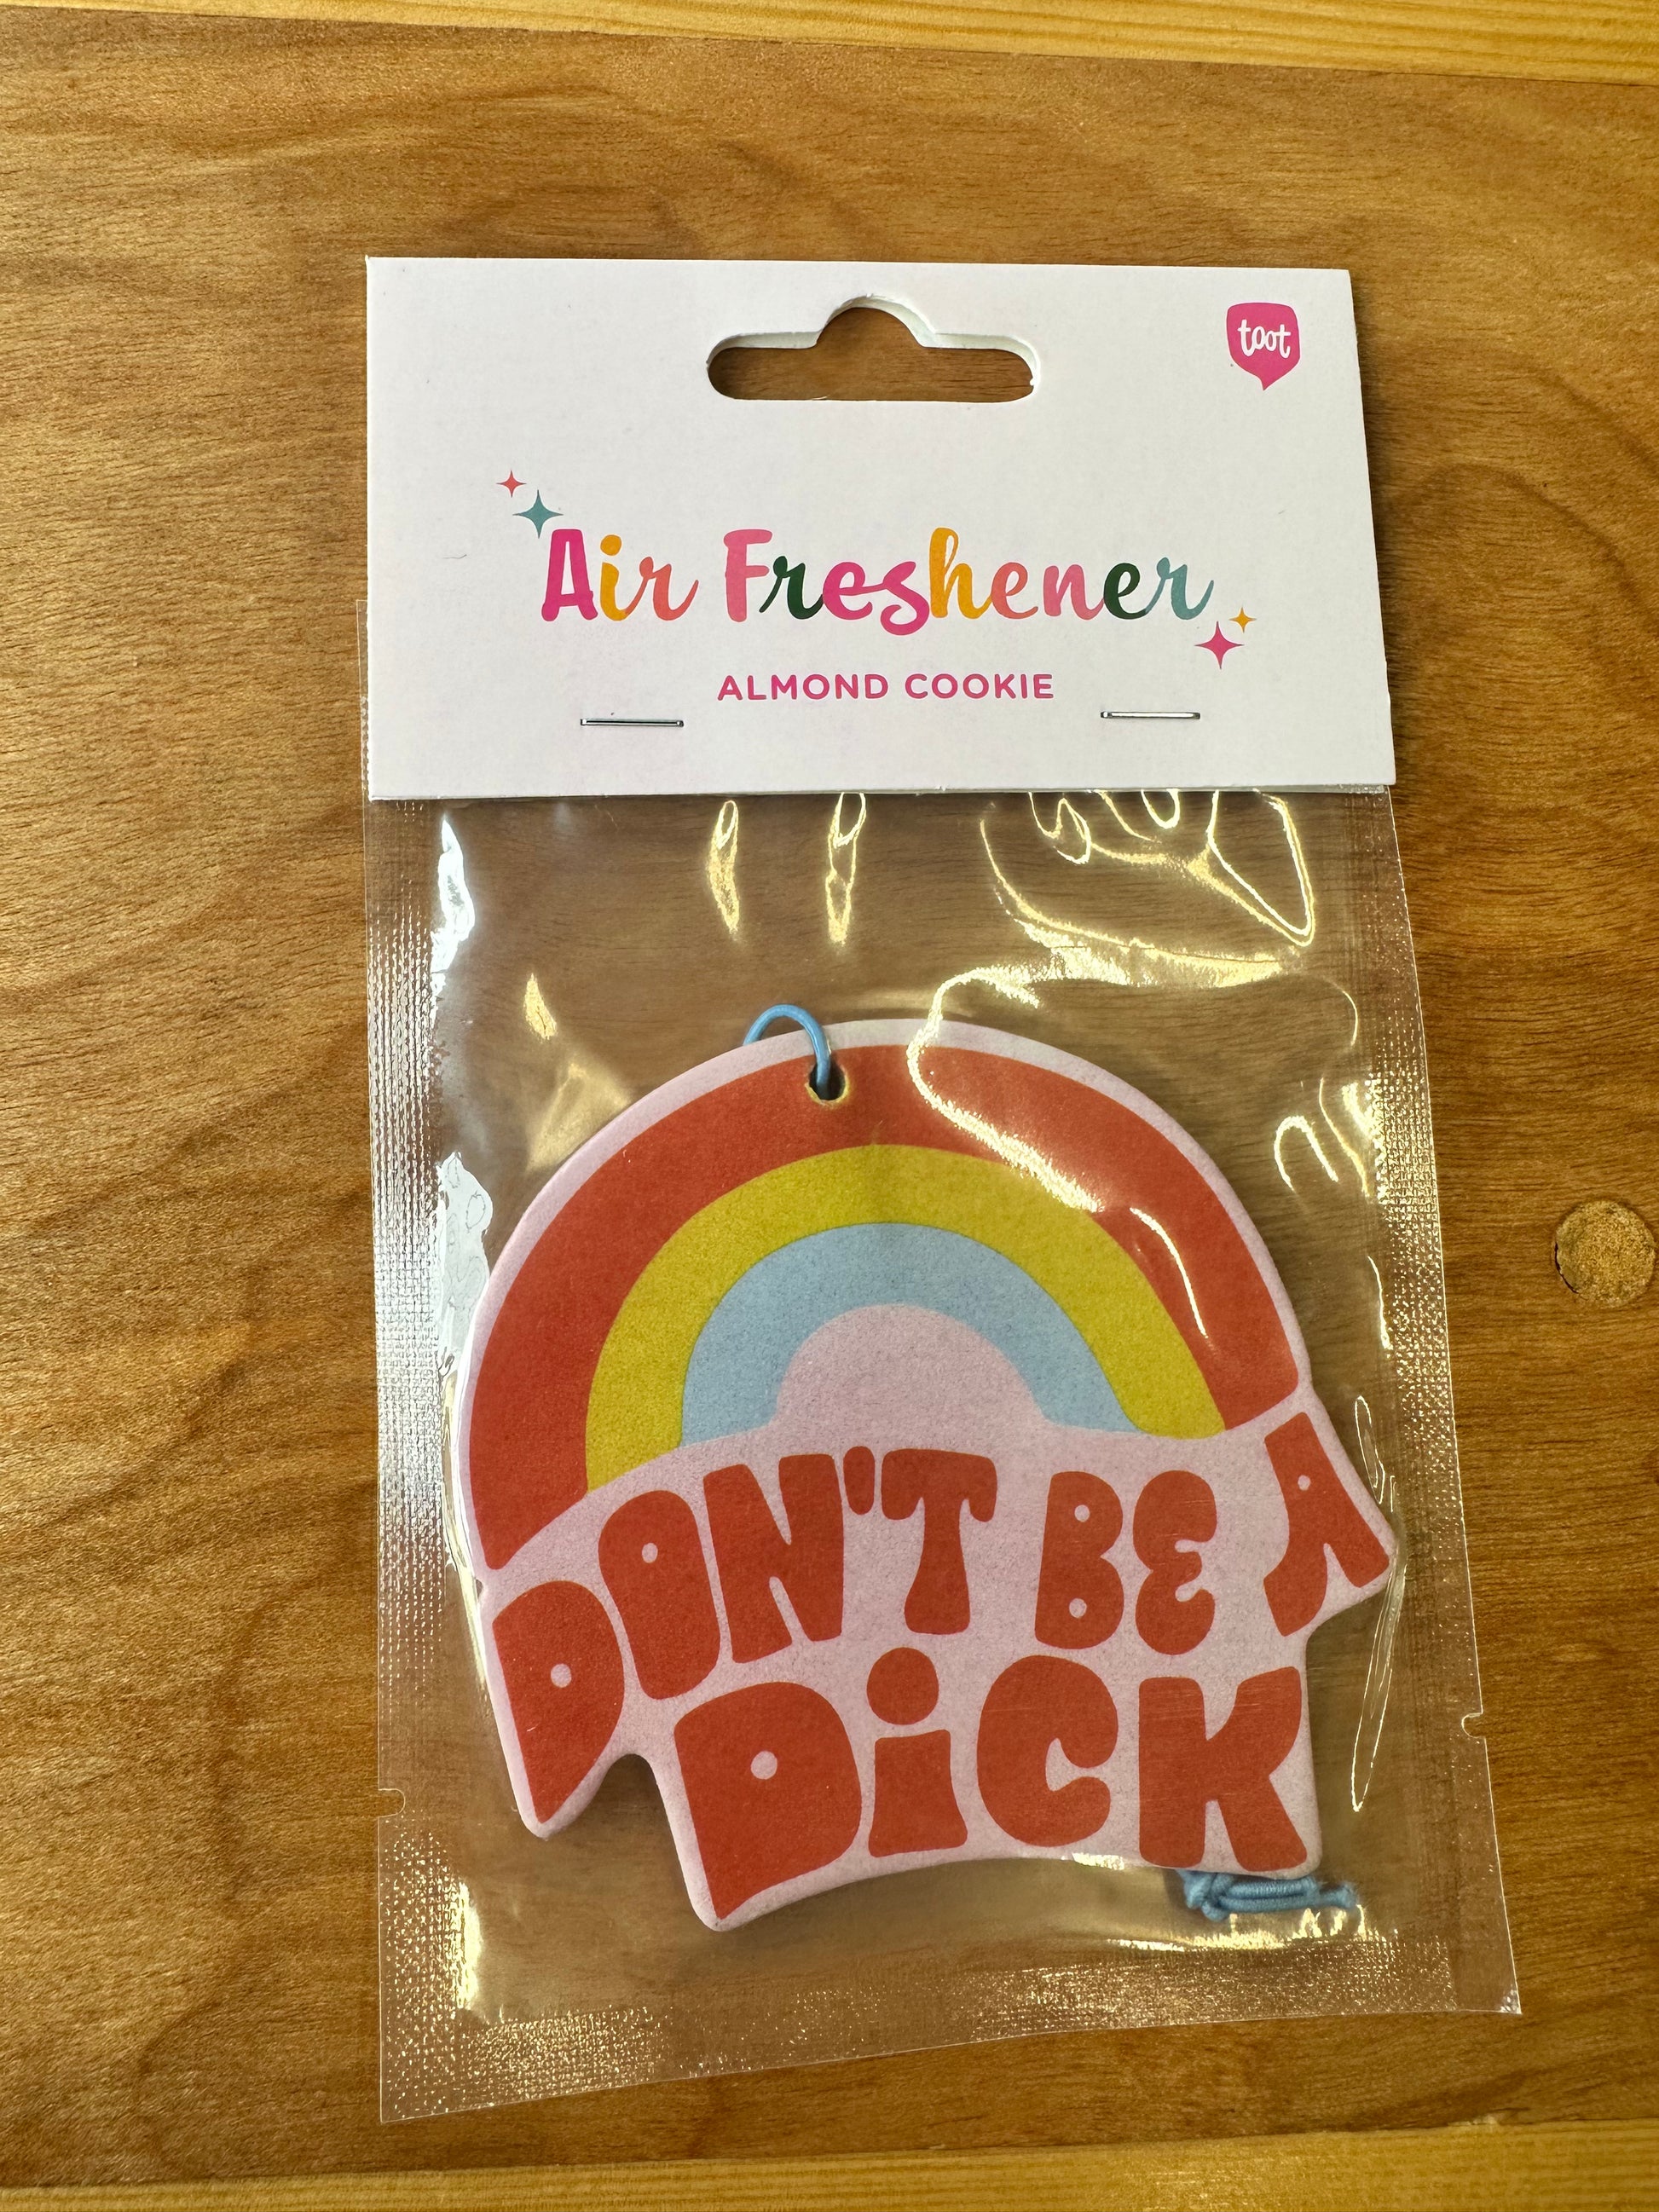 toot
Air Freshener
ALMOND COOKIE
DON'T BE A
DiCK